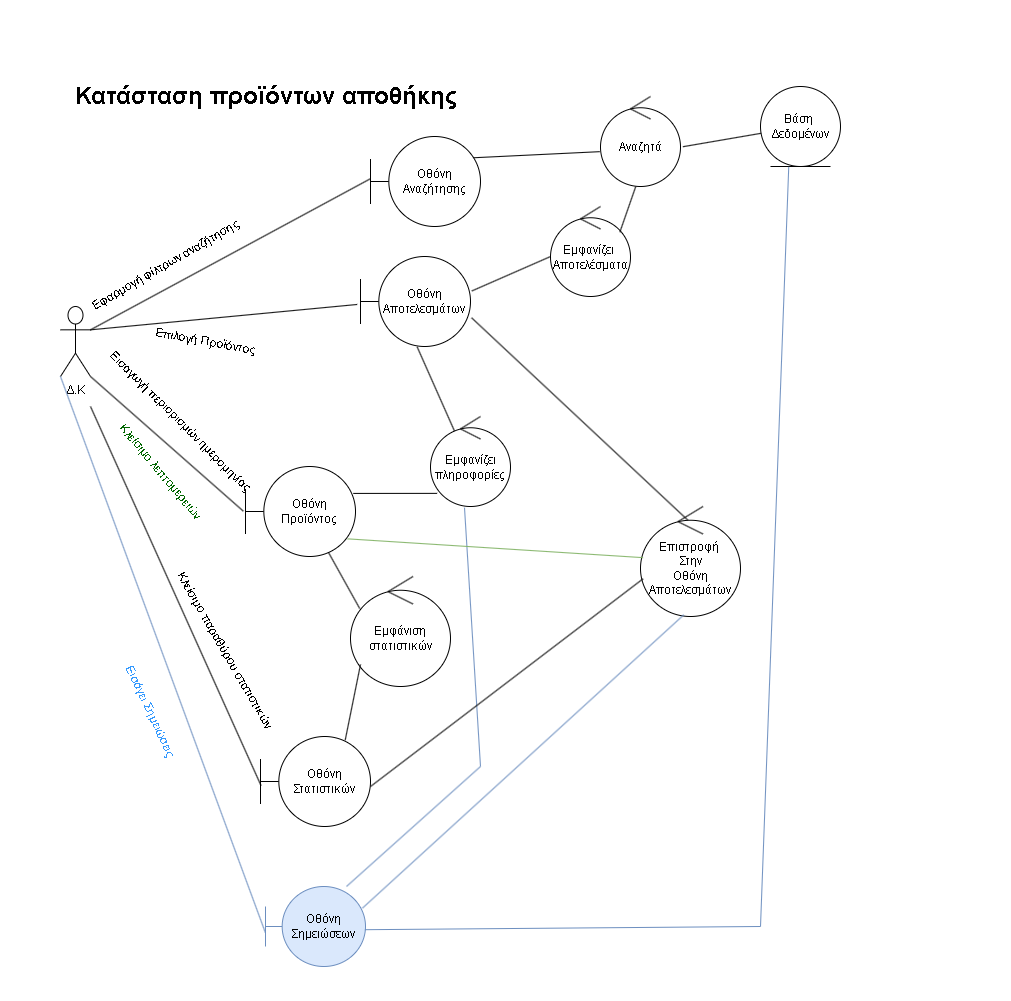 Κατάσταση προϊόντων αποθήκης
Βάση
Δεδομένων
Αναζητά
Οθόνη
Αναζήτησης
Εφαρμογή φίλτρων αναζήτησης
Εμφανίζει
Αποτελέσματα
Οθόνη
Αποτελεσμάτων
Επιλογή Προϊόντος
Δ.Κ
Εισαγωγή περιορισμών ημερομηνίας
Κλείσιμο λεπτομερειών
Εμφανίζει
πληροφορίες
Οθόνη
Προϊόντος
Επιστροφή
Στην
Οθόνη
Αποτελεσμάτων
Εμφάνιση
στατιστικών
Κλείσιμο παραθύρου στατιστικών
Εισάγει Σημειώσεις
Οθόνη
Στατιστικών
Οθόνη
Σημειώσεων